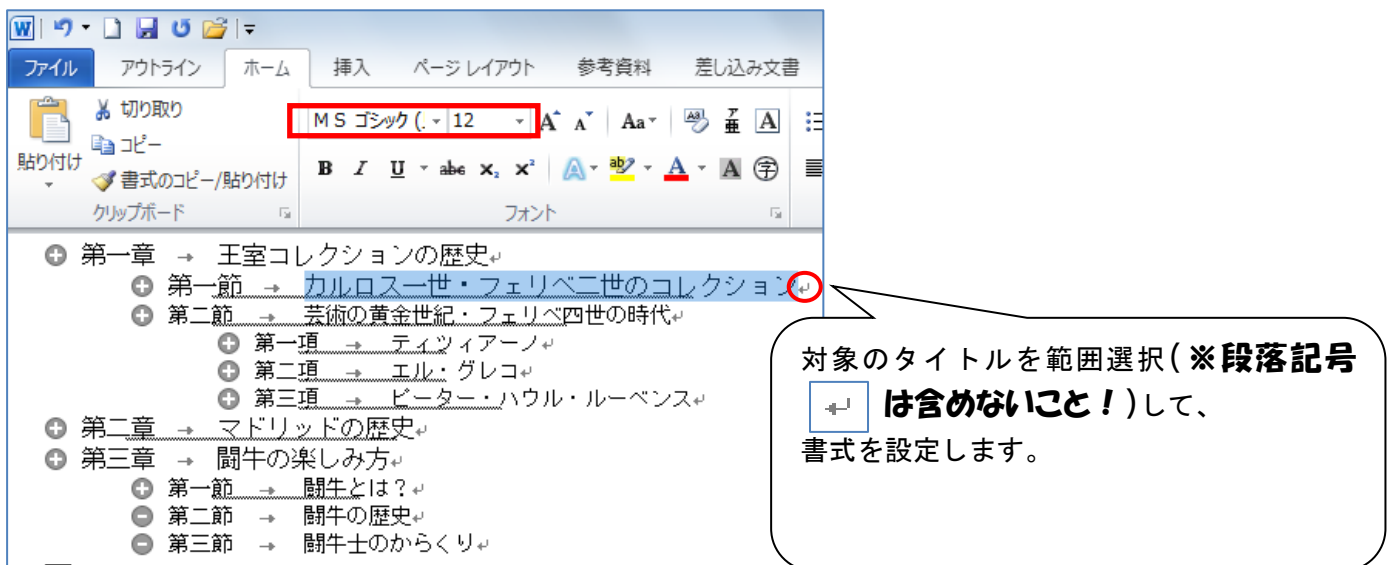 ファイル アウトライン ホーム 挿入 ページ レイアウト 参考資料 差し込み文書
切り取り
コピー
貼り付け
書式のコピー/貼り付け
クリップボード
ＭＳ ゴシック (. 12 A A Aa ア亜 A
B I U abe x₂ x² A ab A A 字
フォント
第一章 → 王室コレクションの歴史↵
第一節 → カルロス一世・フェリペ二世のコレクション↵
第二節 → 芸術の黄金世紀・フェリペ四世の時代↵
第一項 → ティツィアーノ↵
第二項 → エル・グレコ↵
第三項 → ピーター・ハウル・ルーベンス↵
第二章 → マドリッドの歴史↵
第三章 → 闘牛の楽しみ方↵
第一節 → 闘牛とは？↵
第二節 → 闘牛の歴史↵
第三節 → 闘牛士のからくり↵
対象のタイトルを範囲選択(※段落記号
↵ は含めないこと！)して、
書式を設定します。